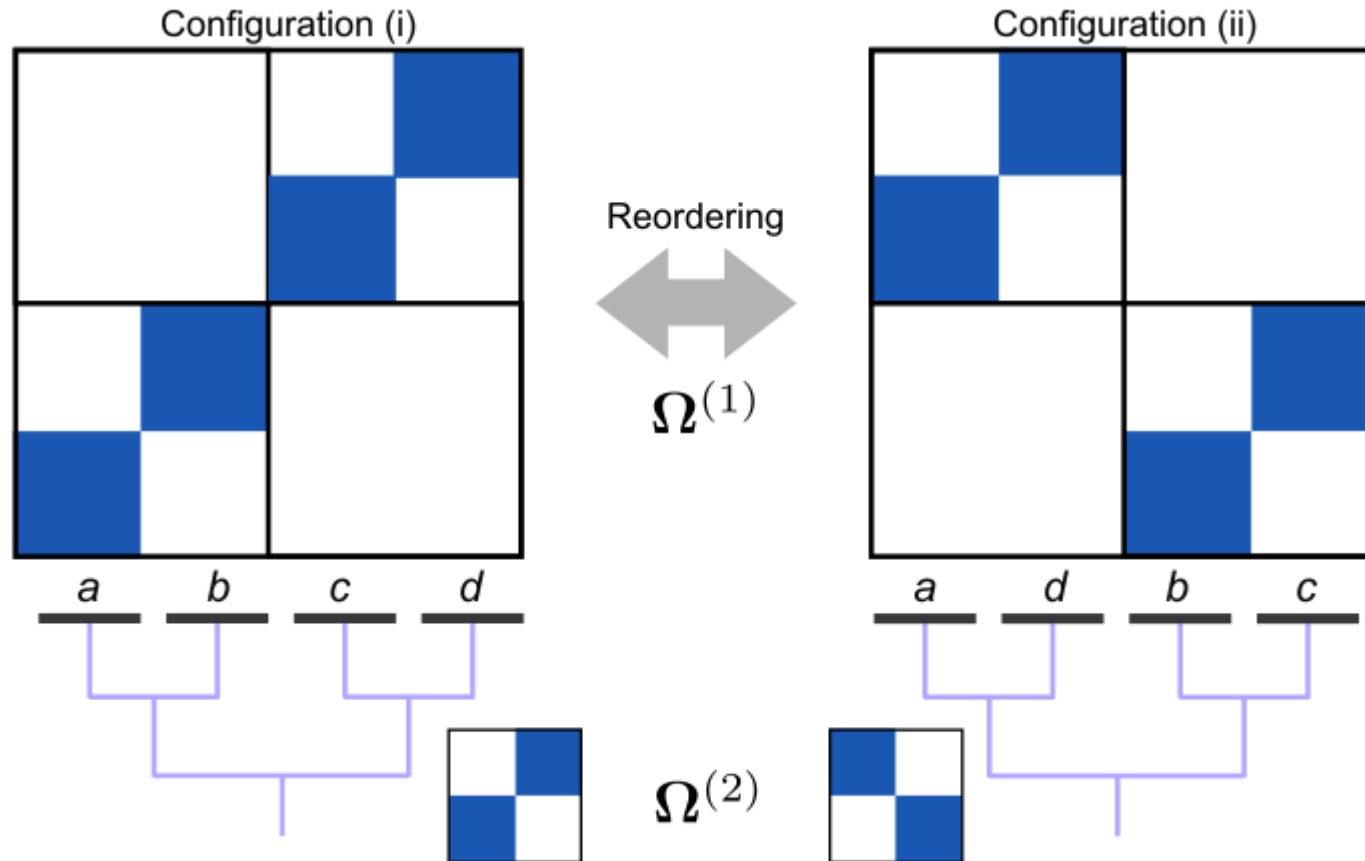 Configuration (i)
Configuration (ii)
Reordering
Ω^(1)
a b c d
a d b c
Ω^(2)